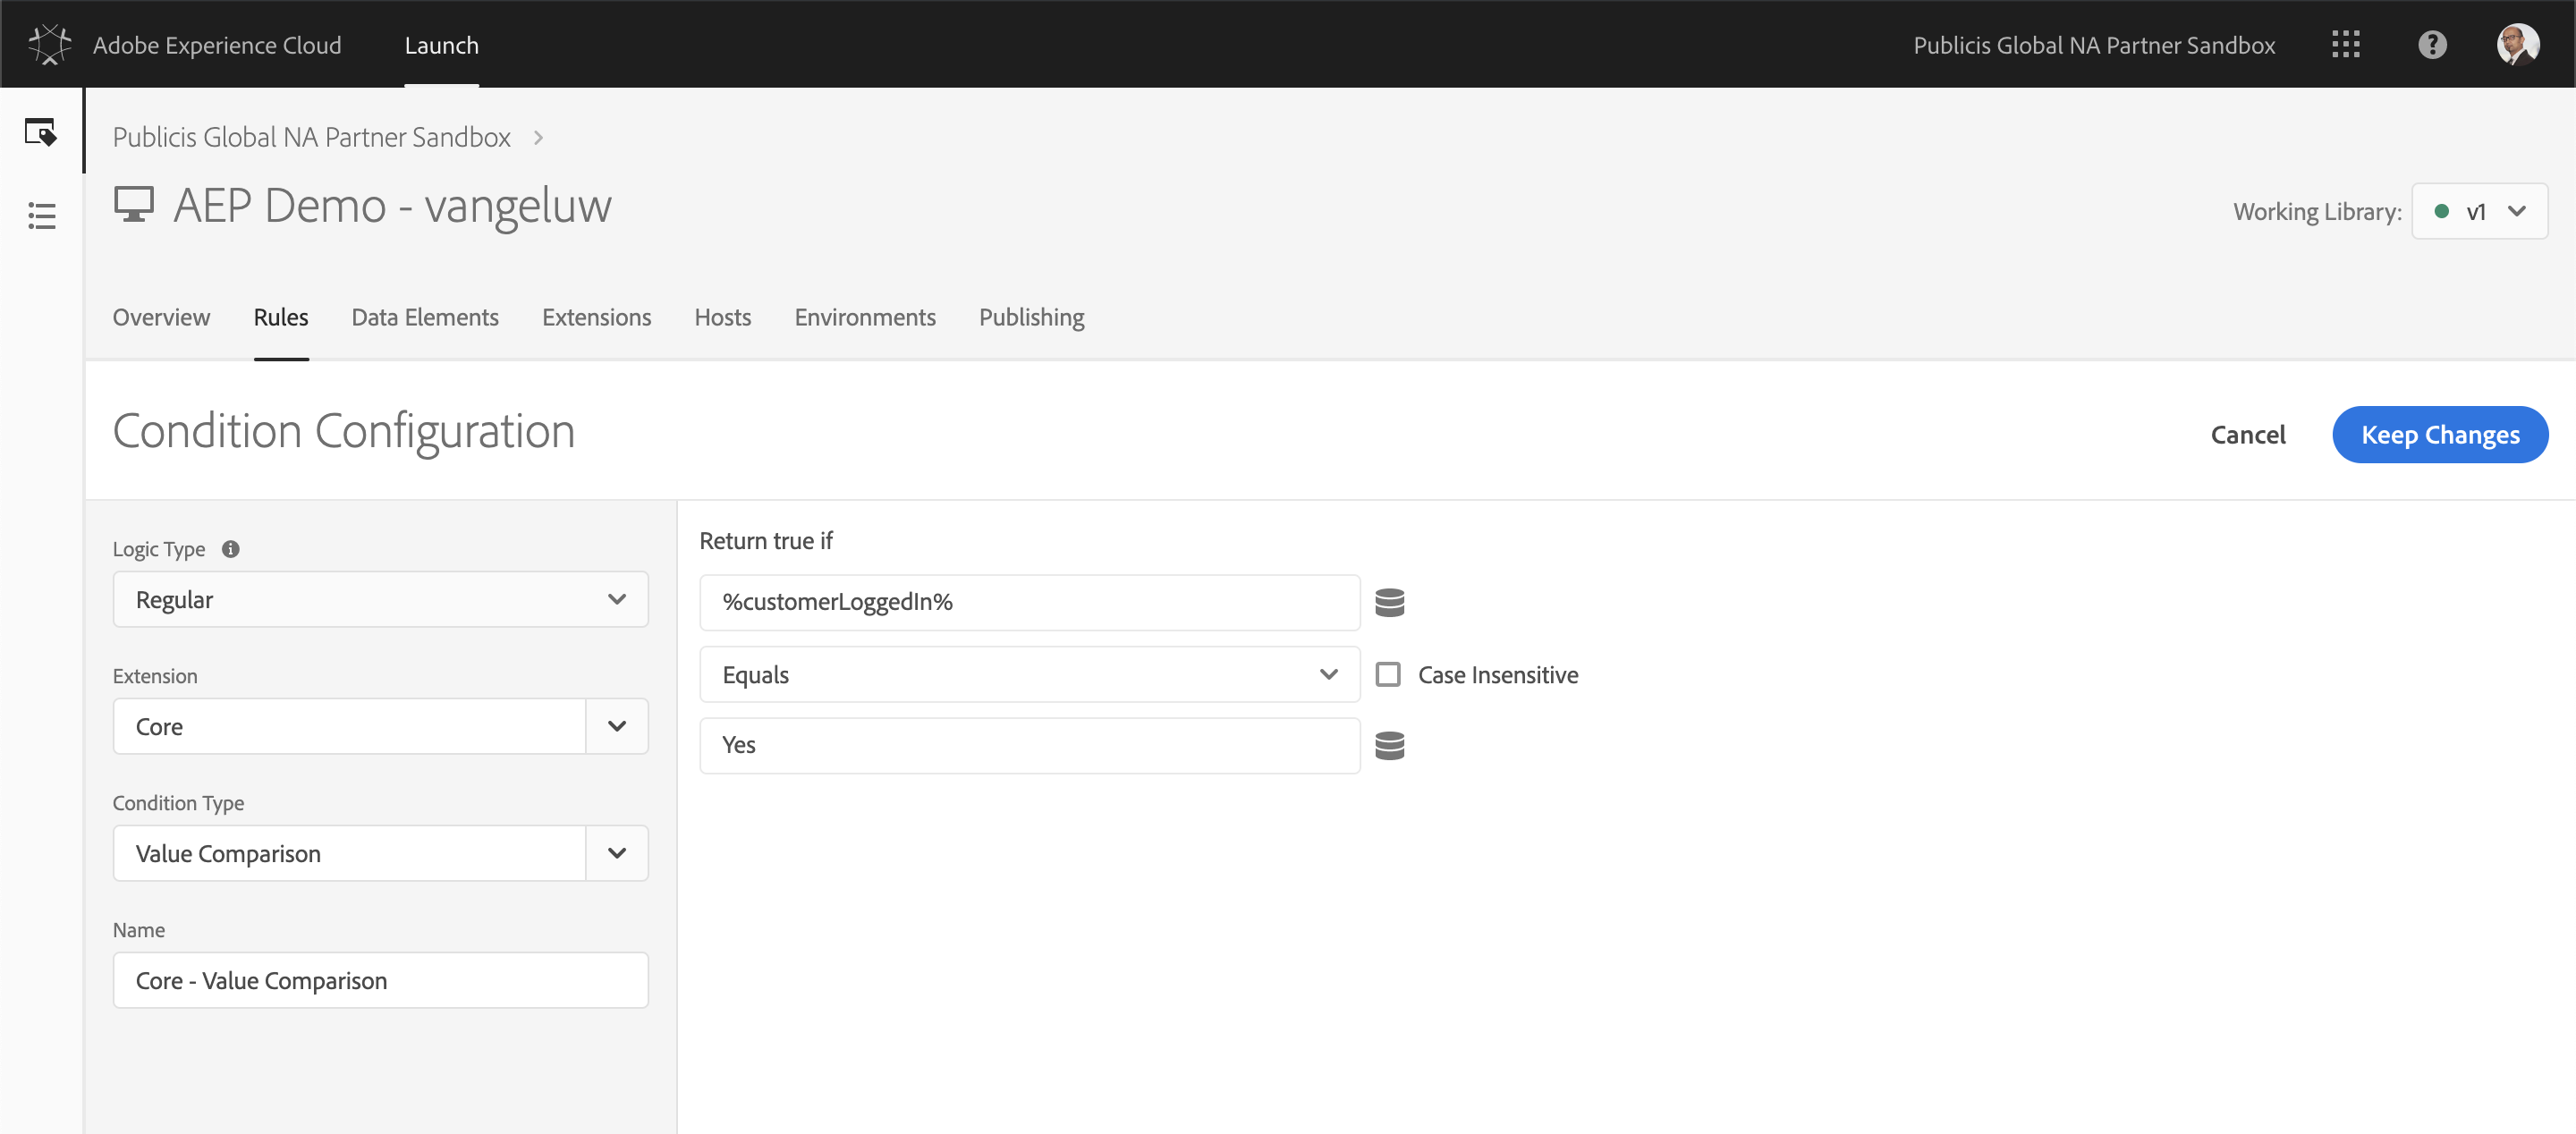 Adobe Experience Cloud
Launch
Publicis Global NA Partner Sandbox
Publicis Global NA Partner Sandbox
AEP Demo - vangeluw
Working Library:
v1
Overview
Rules
Data Elements
Extensions
Hosts
Environments
Publishing
Condition Configuration
Cancel
Keep Changes
Logic Type
Regular
Extension
Core
Condition Type
Value Comparison
Name
Core - Value Comparison
Return true if
%customerLoggedIn%
Equals
Case Insensitive
Yes